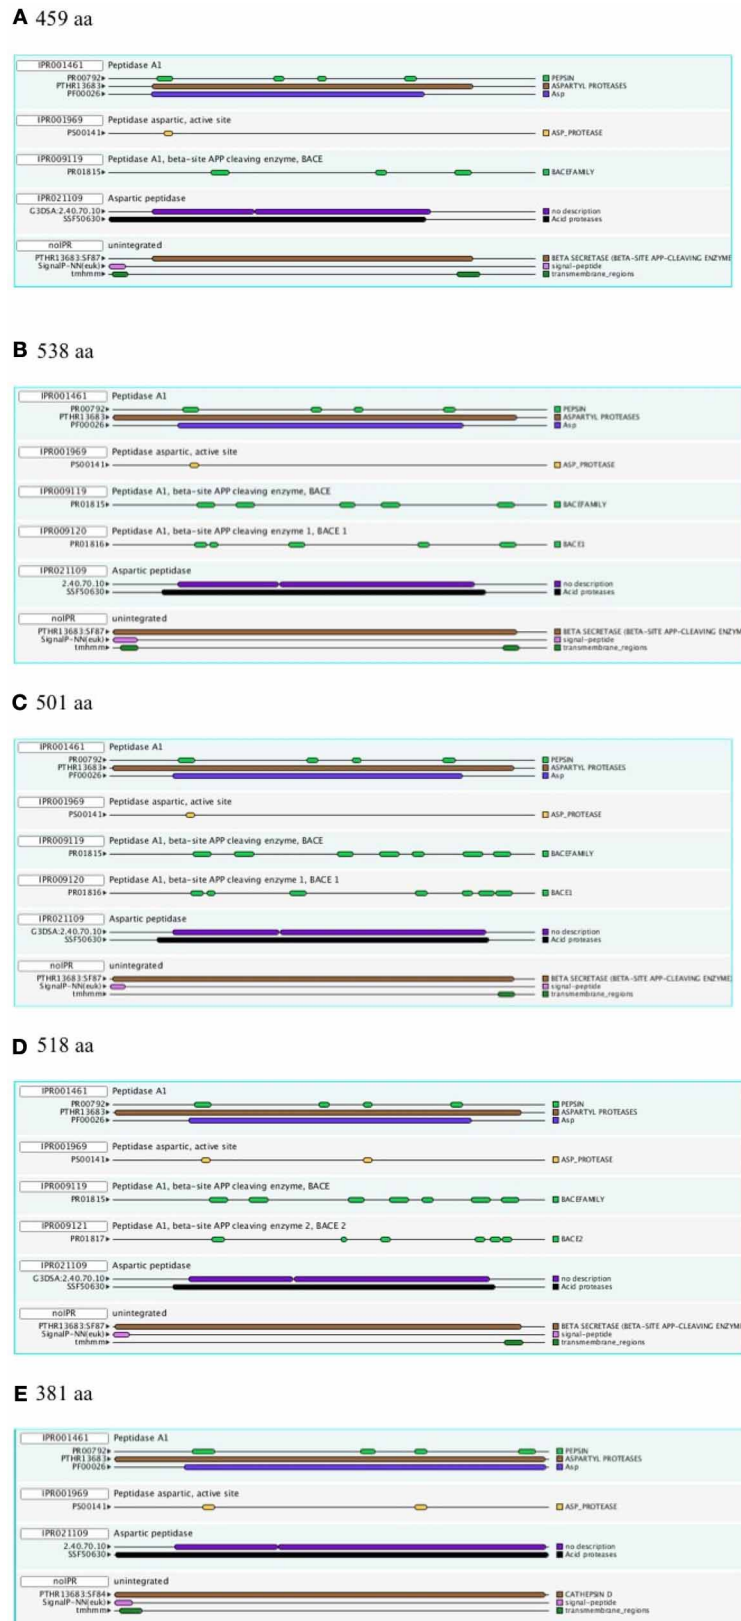 A 459 aa
IPR001461 Peptidase A1
PR00792 PEPSIN
PTHR13683 ASPARTYL PROTEASES
PF00026 Asp
IPR001969 Peptidase aspartic, active site
PS00141 ASP_PROTEASE
IPR009119 Peptidase A1, beta-site APP cleaving enzyme, BACE
PR01815 BACEFAMILY
IPR021109 Aspartic peptidase
G3DSA:2.40.70.10 no description
SSF50630 Acid proteases
noIPR unintegrated
PTHR13683:SF87 BETA SECRETASE (BETA-SITE APP-CLEAVING ENZYME
SignalP-NN(euk) signal-peptide
tmhmm transmembrane_regions
B 538 aa
IPR001461 Peptidase A1
PR00792 PEPSIN
PTHR13683 ASPARTYL PROTEASES
PF00026 Asp
IPR001969 Peptidase aspartic, active site
PS00141 ASP_PROTEASE
IPR009119 Peptidase A1, beta-site APP cleaving enzyme, BACE
PR01815 BACEFAMILY
IPR009120 Peptidase A1, beta-site APP cleaving enzyme 1, BACE 1
PR01816 BACE1
IPR021109 Aspartic peptidase
2.40.70.10 no description
SSF50630 Acid proteases
noIPR unintegrated
PTHR13683:SF87 BETA SECRETASE (BETA-SITE APP-CLEAVING ENZYM
SignalP-NN(euk) signal-peptide
tmhmm transmembrane_regions
C 501 aa
IPR001461 Peptidase A1
PR00792 PEPSIN
PTHR13683 ASPARTYL PROTEASES
PF00026 Asp
IPR001969 Peptidase aspartic, active site
PS00141 ASP_PROTEASE
IPR009119 Peptidase A1, beta-site APP cleaving enzyme, BACE
PR01815 BACEFAMILY
IPR009120 Peptidase A1, beta-site APP cleaving enzyme 1, BACE 1
PR01816 BACE1
IPR021109 Aspartic peptidase
G3DSA:2.40.70.10 no description
SSF50630 Acid proteases
noIPR unintegrated
PTHR13683:SF87 BETA SECRETASE (BETA-SITE APP-CLEAVING ENZYME)
SignalP-NN(euk) signal-peptide
tmhmm transmembrane_regions
D 518 aa
IPR001461 Peptidase A1
PR00792 PEPSIN
PTHR13683 ASPARTYL PROTEASES
PF00026 Asp
IPR001969 Peptidase aspartic, active site
PS00141 ASP_PROTEASE
IPR009119 Peptidase A1, beta-site APP cleaving enzyme, BACE
PR01815 BACEFAMILY
IPR009121 Peptidase A1, beta-site APP cleaving enzyme 2, BACE 2
PR01817 BACE2
IPR021109 Aspartic peptidase
G3DSA:2.40.70.10 no description
SSF50630 Acid proteases
noIPR unintegrated
PTHR13683:SF87 BETA SECRETASE (BETA-SITE APP-CLEAVING ENZYM
SignalP-NN(euk) signal-peptide
tmhmm transmembrane_regions
E 381 aa
IPR001461 Peptidase A1
PR00792 PEPSIN
PTHR13683 ASPARTYL PROTEASES
PF00026 Asp
IPR001969 Peptidase aspartic, active site
PS00141 ASP_PROTEASE
IPR021109 Aspartic peptidase
2.40.70.10 no description
SSF50630 Acid proteases
noIPR unintegrated
PTHR13683:SF84 CATHEPSIN D
SignalP-NN(euk) signal-peptide
tmhmm transmembrane_regions